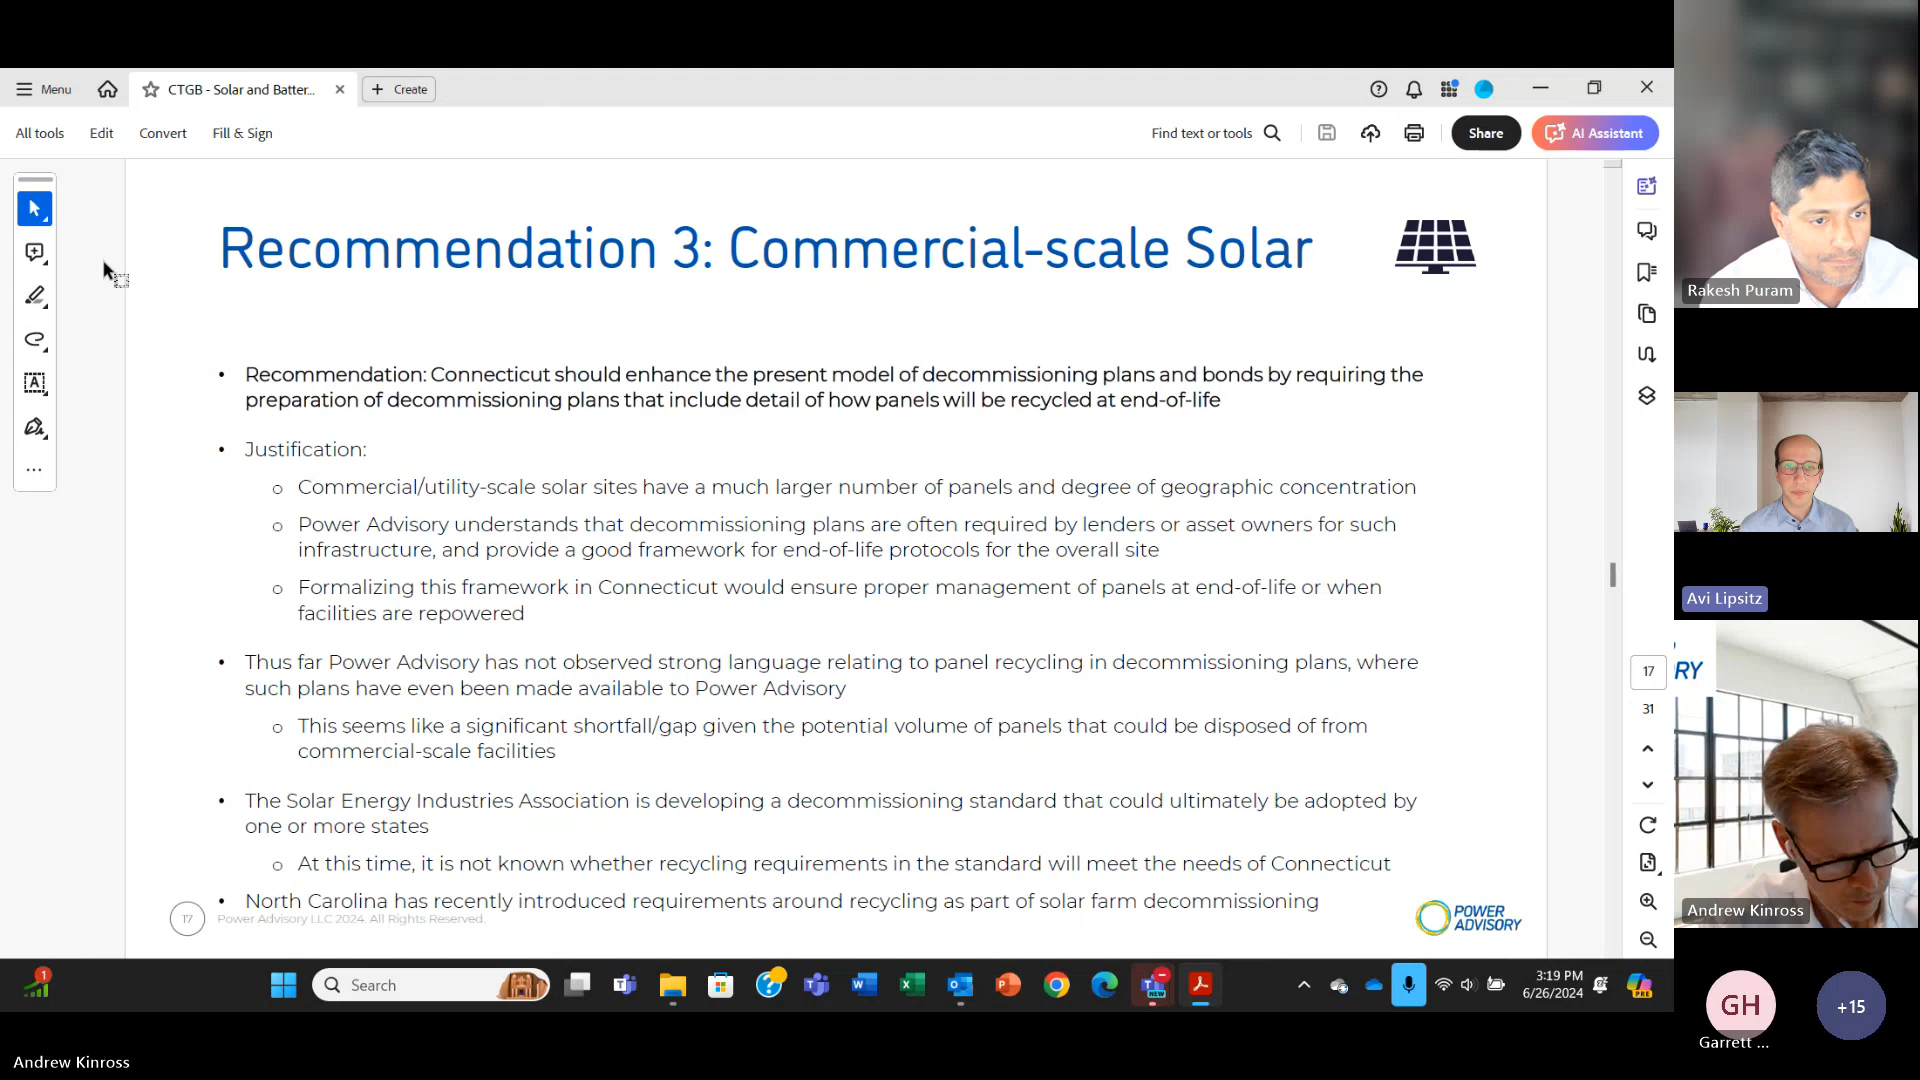 Menu
CTGB - Solar and Batter...
Create
All tools
Edit
Convert
Fill & Sign
Find text or tools
Share
AI Assistant
Recommendation 3: Commercial-scale Solar
• Recommendation: Connecticut should enhance the present model of decommissioning plans and bonds by requiring the
preparation of decommissioning plans that include detail of how panels will be recycled at end-of-life
• Justification:
o Commercial/utility-scale solar sites have a much larger number of panels and degree of geographic concentration
o Power Advisory understands that decommissioning plans are often required by lenders or asset owners for such
infrastructure, and provide a good framework for end-of-life protocols for the overall site
o Formalizing this framework in Connecticut would ensure proper management of panels at end-of-life or when
facilities are repowered
• Thus far Power Advisory has not observed strong language relating to panel recycling in decommissioning plans, where
such plans have even been made available to Power Advisory
o This seems like a significant shortfall/gap given the potential volume of panels that could be disposed of from
commercial-scale facilities
• The Solar Energy Industries Association is developing a decommissioning standard that could ultimately be adopted by
one or more states
o At this time, it is not known whether recycling requirements in the standard will meet the needs of Connecticut
• North Carolina has recently introduced requirements around recycling as part of solar farm decommissioning
17
Power Advisory LLC 2024. All Rights Reserved.
POWER
ADVISORY
17
31
1
Search
NEW
PRE
3:19 PM
6/26/2024
Rakesh Puram
Avi Lipsitz
RY
Andrew Kinross
GH
+15
Garrett ...
Andrew Kinross